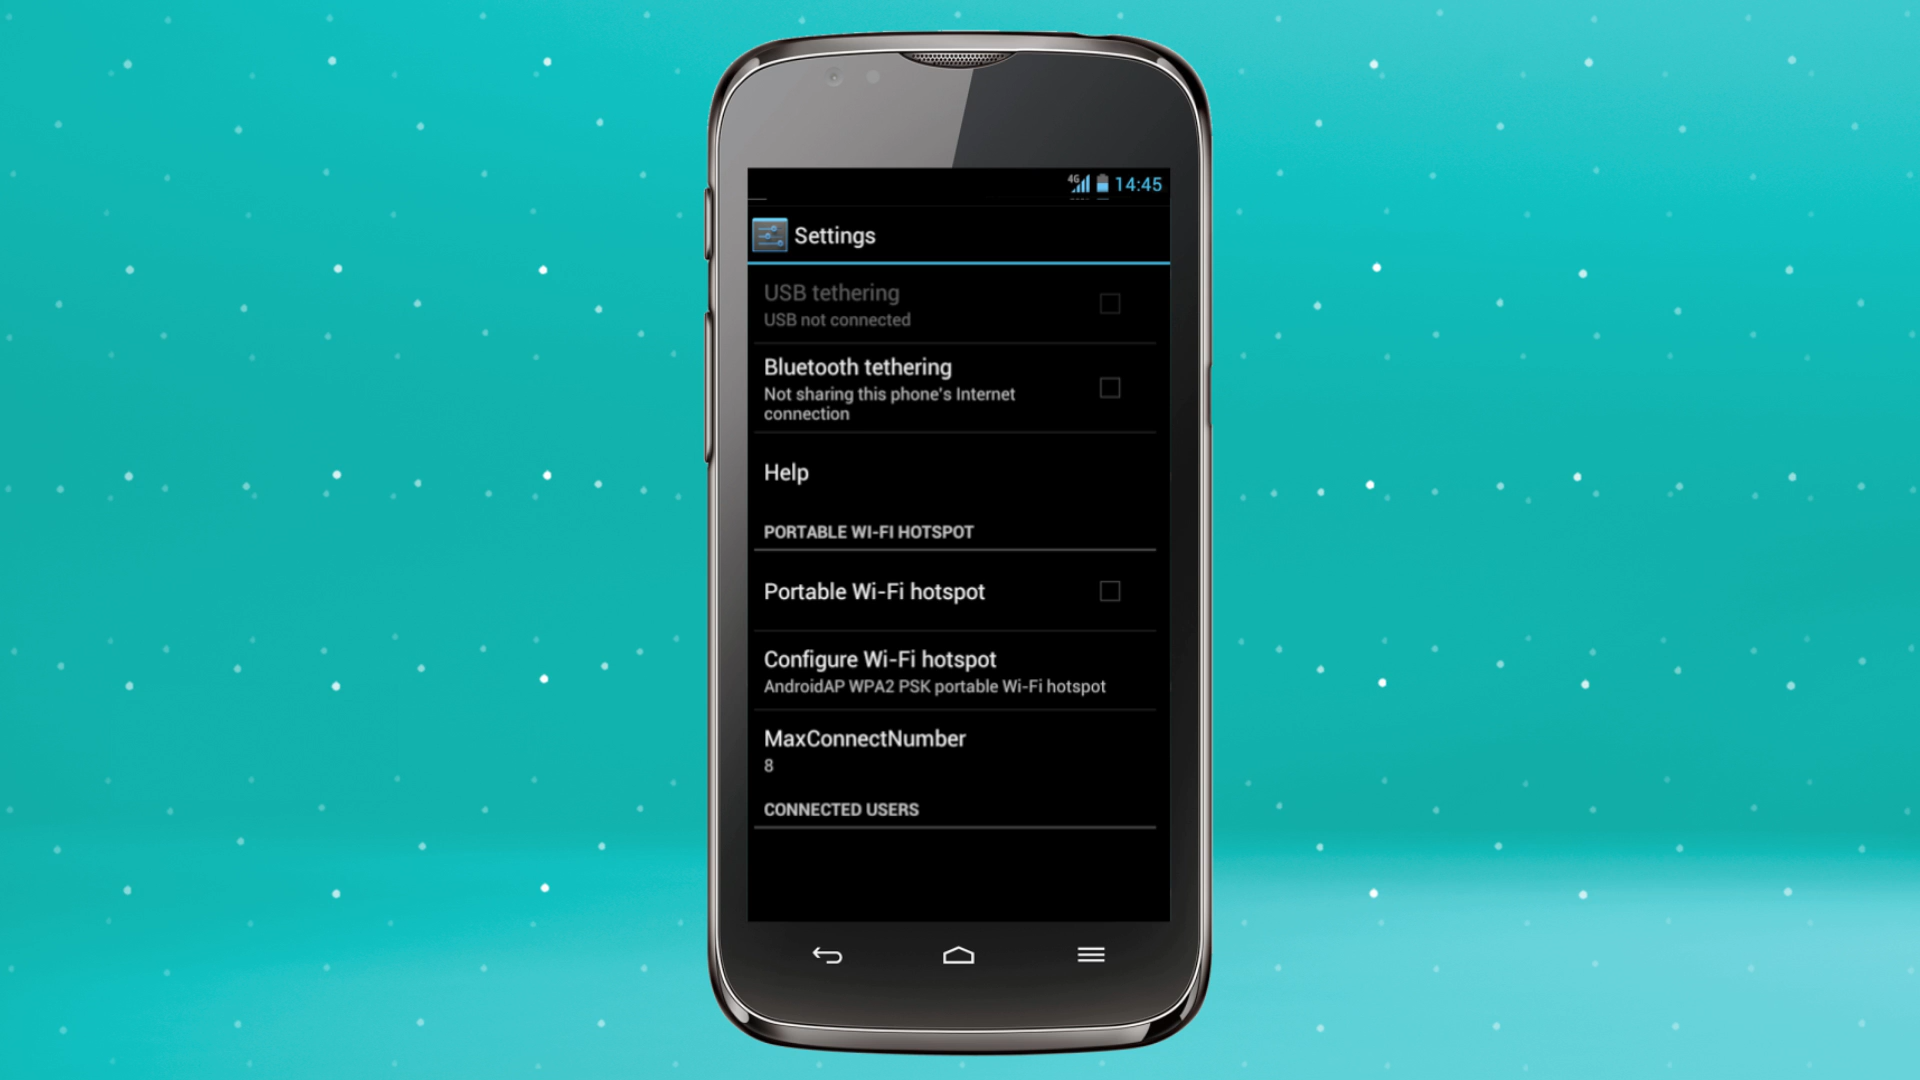 4G 14:45
Settings
USB tethering
USB not connected
Bluetooth tethering
Not sharing this phone's Internet
connection
Help
PORTABLE WI-FI HOTSPOT
Portable Wi-Fi hotspot
Configure Wi-Fi hotspot
AndroidAP WPA2 PSK portable Wi-Fi hotspot
MaxConnectNumber
8
CONNECTED USERS